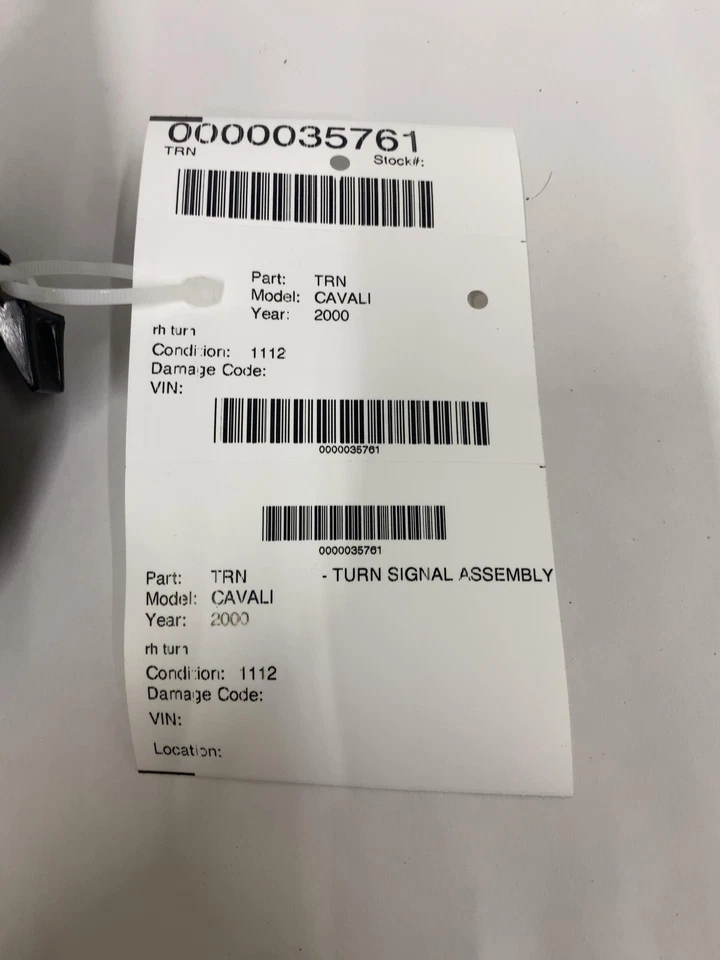 0000035761
TRN
Stock#:
Part: TRN
Model: CAVALI
Year: 2000
rh turn
Condition: 1112
Damage Code:
VIN:
0000035761
0000035761
Part: TRN - TURN SIGNAL ASSEMBLY
Model: CAVALI
Year: 2000
rh turn
Condition: 1112
Damage Code:
VIN:
Location: